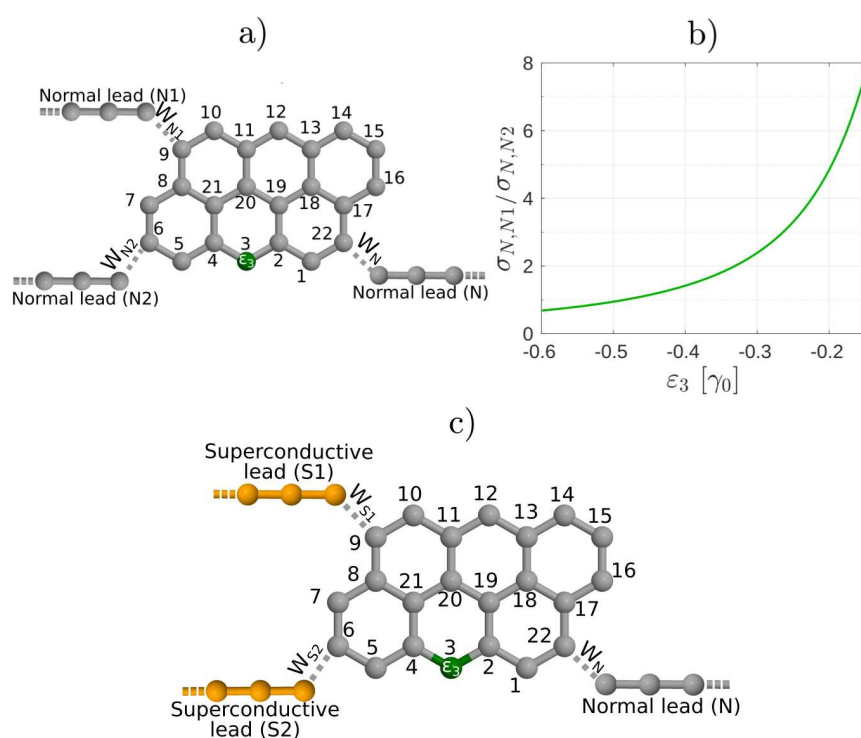 a)
Normal lead (N1)
W_N1
10
12
14
9
11
13
15
8
21
20
19
18
16
7
17
6
5
4
3
ε₃
2
1
22
W_N2
W_N
Normal lead (N2)
Normal lead (N)
b)
σ_N,N1/σ_N,N2
8
6
4
2
0
-0.6
-0.5
-0.4
-0.3
-0.2
ε₃ [γ₀]
c)
Superconductive
lead (S1)
W_S1
10
12
14
9
11
13
15
8
21
20
19
18
16
7
17
6
5
4
3
ε₃
2
1
22
W_S2
W_N
Superconductive
lead (S2)
Normal lead (N)